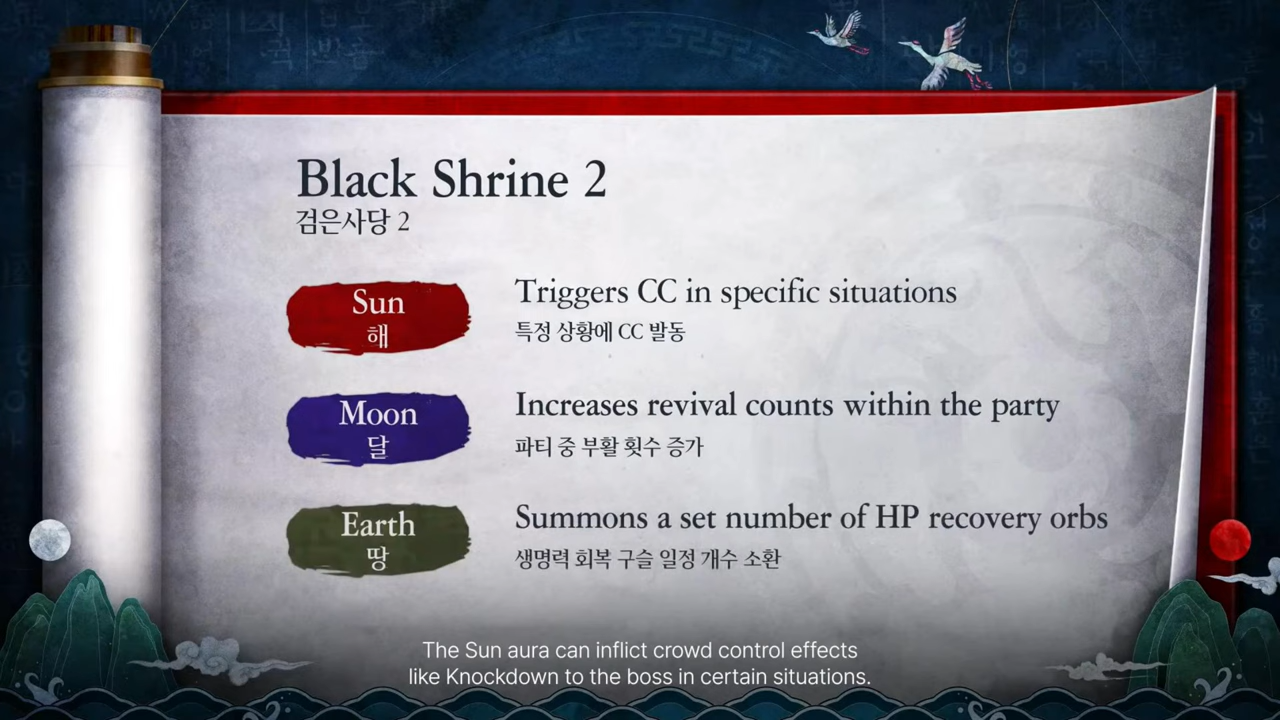 Black Shrine 2
검은사당 2
Sun
해
Triggers CC in specific situations
특정 상황에 CC 발동
Moon
달
Increases revival counts within the party
파티 중 부활 횟수 증가
Earth
땅
Summons a set number of HP recovery orbs
생명력 회복 구슬 일정 개수 소환
The Sun aura can inflict crowd control effects
like Knockdown to the boss in certain situations.